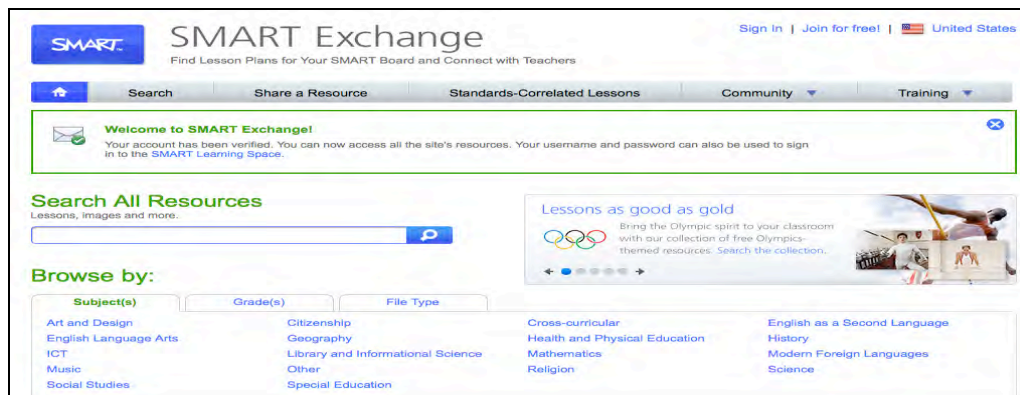 SMART
SMART Exchange
Find Lesson Plans for Your SMART Board and Connect with Teachers
Sign In | Join for free! | United States
Search Share a Resource Standards-Correlated Lessons Community Training
Welcome to SMART Exchange!
Your account has been verified. You can now access all the site's resources. Your username and password can also be used to sign
in to the SMART Learning Space.
Search All Resources
Lessons, images and more.
Lessons as good as gold
Bring the Olympic spirit to your classroom
with our collection of free Olympics-
themed resources. Search the collection.
Browse by:
Subject(s) Grade(s) File Type
Art and Design Citizenship Cross-curricular English as a Second Language
English Language Arts Geography Health and Physical Education History
ICT Library and Informational Science Mathematics Modern Foreign Languages
Music Other Religion Science
Social Studies Special Education